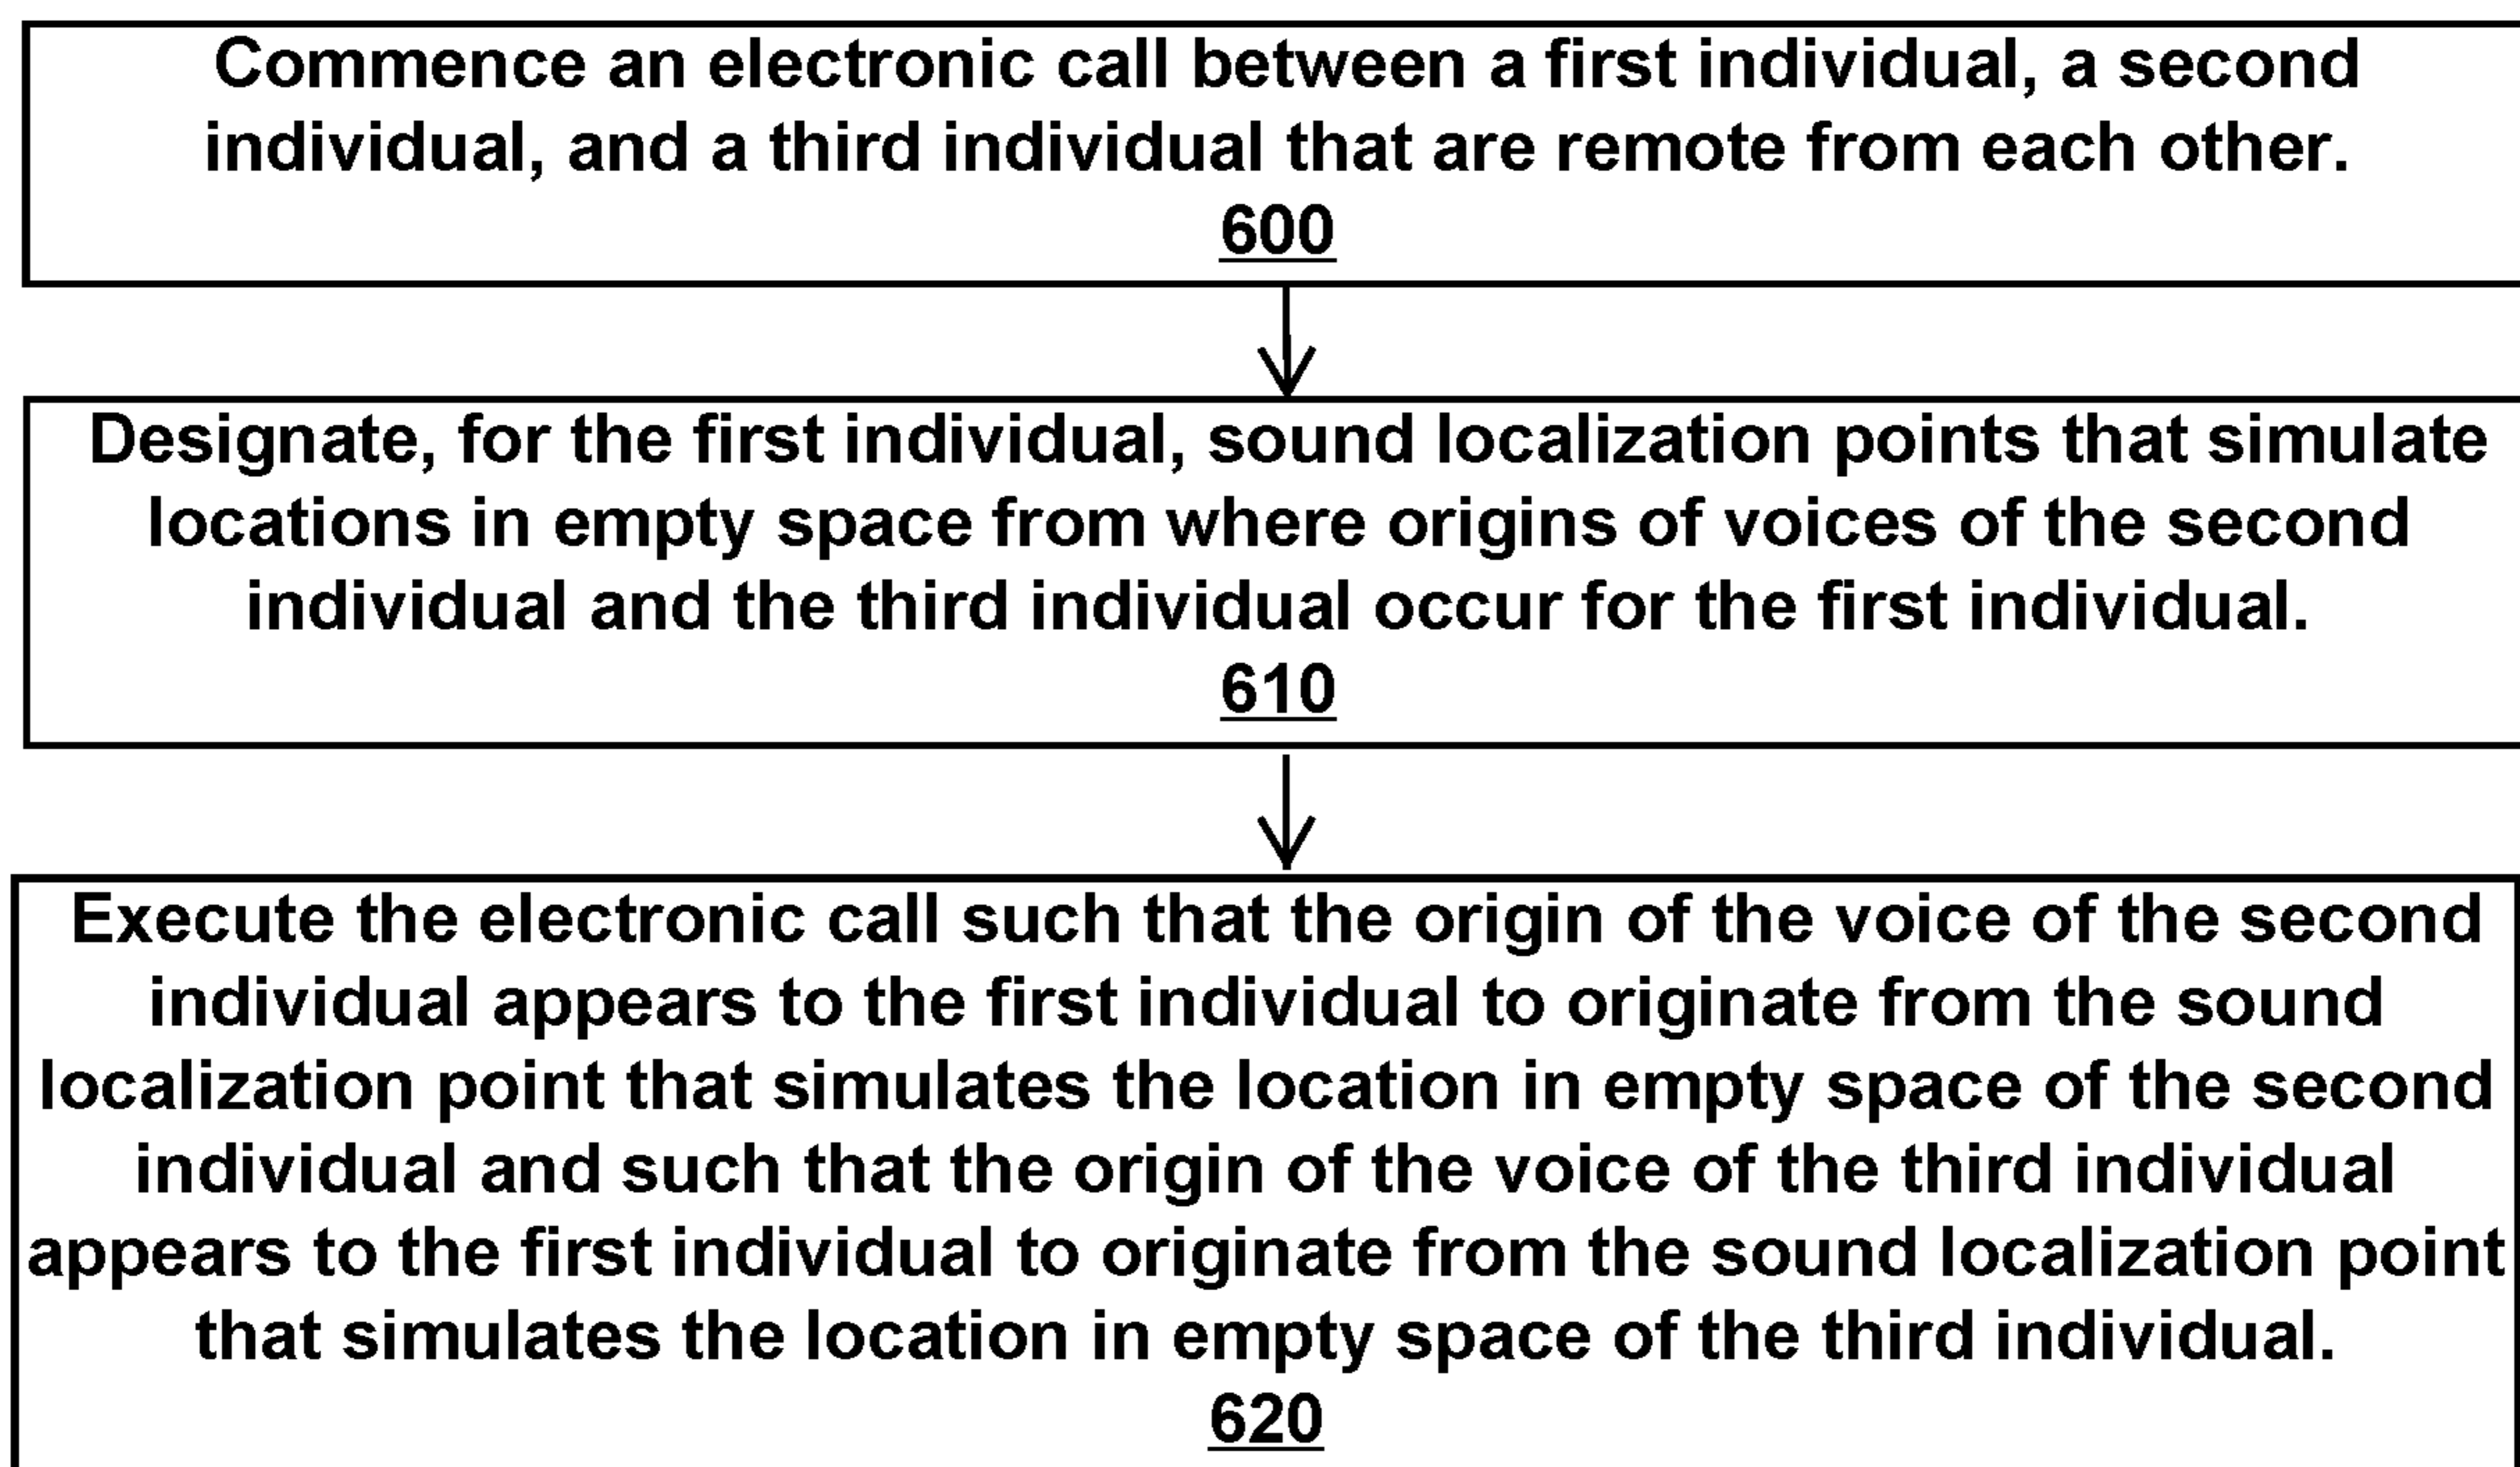 Commence an electronic call between a first individual, a second
individual, and a third individual that are remote from each other.
600
Designate, for the first individual, sound localization points that simulate
locations in empty space from where origins of voices of the second
individual and the third individual occur for the first individual.
610
Execute the electronic call such that the origin of the voice of the second
individual appears to the first individual to originate from the sound
localization point that simulates the location in empty space of the second
individual and such that the origin of the voice of the third individual
appears to the first individual to originate from the sound localization point
that simulates the location in empty space of the third individual.
620